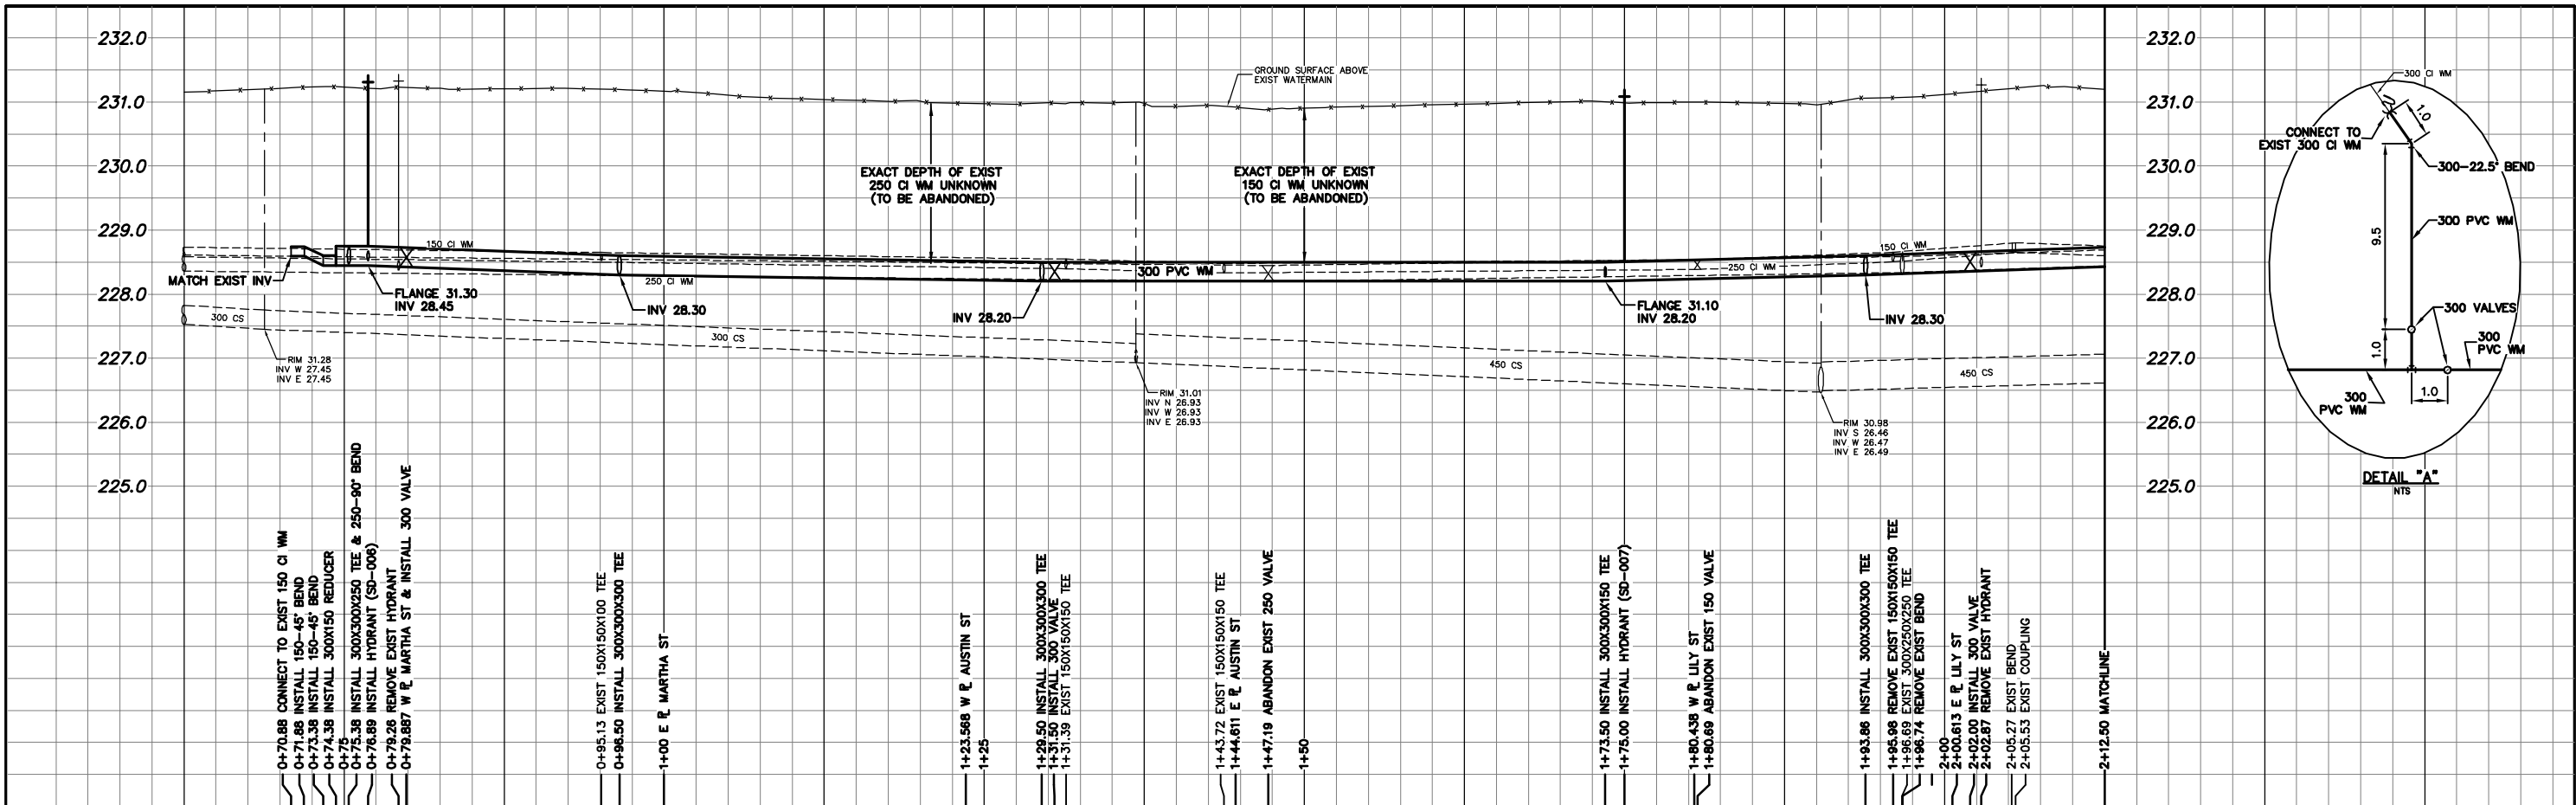 232.0
231.0
230.0
229.0
228.0
227.0
226.0
225.0
232.0
231.0
230.0
229.0
228.0
227.0
226.0
225.0
GROUND SURFACE ABOVE
EXIST WATERMAIN
EXACT DEPTH OF EXIST
250 CI WM UNKNOWN
(TO BE ABANDONED)
EXACT DEPTH OF EXIST
150 CI WM UNKNOWN
(TO BE ABANDONED)
150 CI WM
MATCH EXIST INV
FLANGE 31.30
INV 28.45
250 CI WM
INV 28.30
INV 28.20
300 PVC WM
250 CI WM
150 CI WM
FLANGE 31.10
INV 28.20
INV 28.30
300 CS
300 CS
450 CS
450 CS
RIM 31.28
INV W 27.45
INV E 27.45
RIM 31.01
INV N 26.93
INV W 26.93
INV E 26.93
RIM 30.98
INV S 26.46
INV W 26.47
INV E 26.49
0+70.88 CONNECT TO EXIST 150 CI WM
0+71.88 INSTALL 150-45° BEND
0+73.38 INSTALL 150-45° BEND
0+74.38 INSTALL 300X150 REDUCER
0+75
0+75.38 INSTALL 300X300X250 TEE & 250-90° BEND
0+76.89 INSTALL HYDRANT (SD-006)
0+79.26 REMOVE EXIST HYDRANT
0+79.887 W PL MARTHA ST & INSTALL 300 VALVE
0+95.13 EXIST 150X150X100 TEE
0+96.50 INSTALL 300X300X300 TEE
1+00 E PL MARTHA ST
1+23.568 W PL AUSTIN ST
1+25
1+29.50 INSTALL 300X300X300 TEE
1+31.50 INSTALL 300 VALVE
1+31.39 EXIST 150X150X150 TEE
1+43.72 EXIST 150X150X150 TEE
1+44.611 E PL AUSTIN ST
1+47.19 ABANDON EXIST 250 VALVE
1+50
1+73.50 INSTALL 300X300X150 TEE
1+75.00 INSTALL HYDRANT (SD-007)
1+80.438 W PL LILY ST
1+80.69 ABANDON EXIST 150 VALVE
1+93.86 INSTALL 300X300X300 TEE
1+95.98 REMOVE EXIST 150X150X150 TEE
1+96.69 EXIST 300X250X250 TEE
1+96.74 REMOVE EXIST BEND
2+00
2+00.613 E PL LILY ST
2+02.00 INSTALL 300 VALVE
2+02.87 REMOVE EXIST HYDRANT
2+05.27 EXIST BEND
2+05.53 EXIST COUPLING
2+12.50 MATCHLINE
300 CI WM
1.0
CONNECT TO
EXIST 300 CI WM
300-22.5° BEND
300 PVC WM
9.5
300 VALVES
1.0
300
PVC WM
1.0
300
PVC WM
DETAIL "A"
NTS